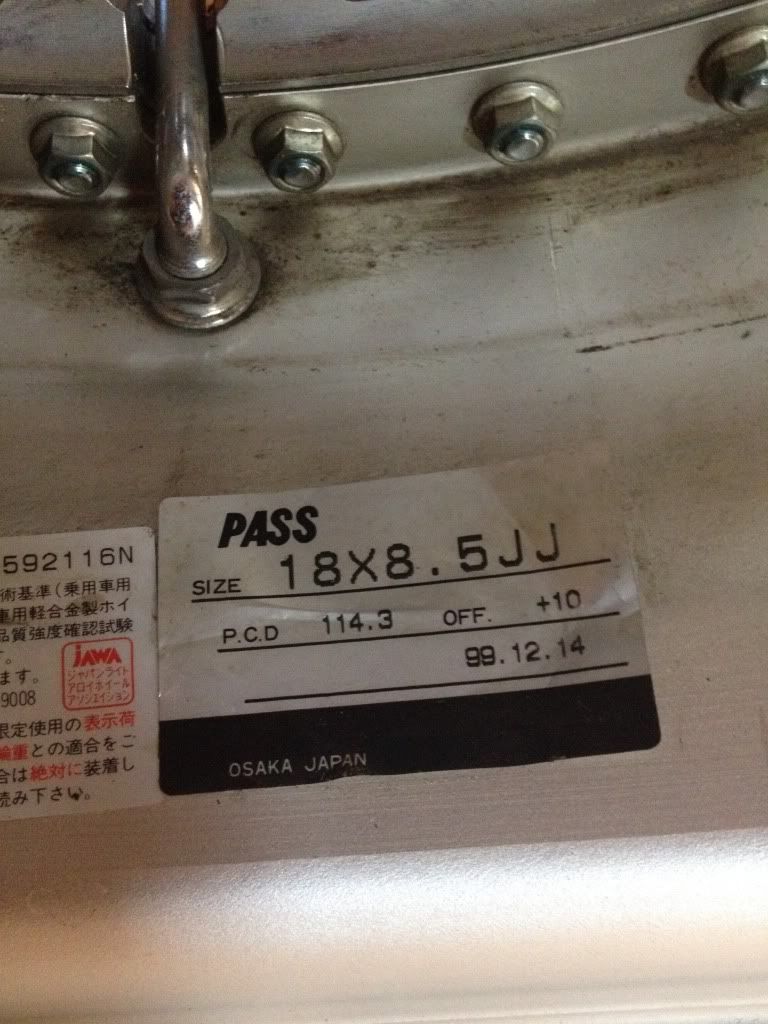 592116N
術基準(乗用車用
車用軽合金製ホイ
品質強度確認試験
す。
ます。
9008
JAWA
ジャパンライト
アロイホイール
アソシエイション
限定使用の表示荷
輪重との適合をご
合は絶対に装着し
読み下さい。
PASS
SIZE 18X8.5JJ
P.C.D 114.3 OFF. +10
99.12.14
OSAKA JAPAN